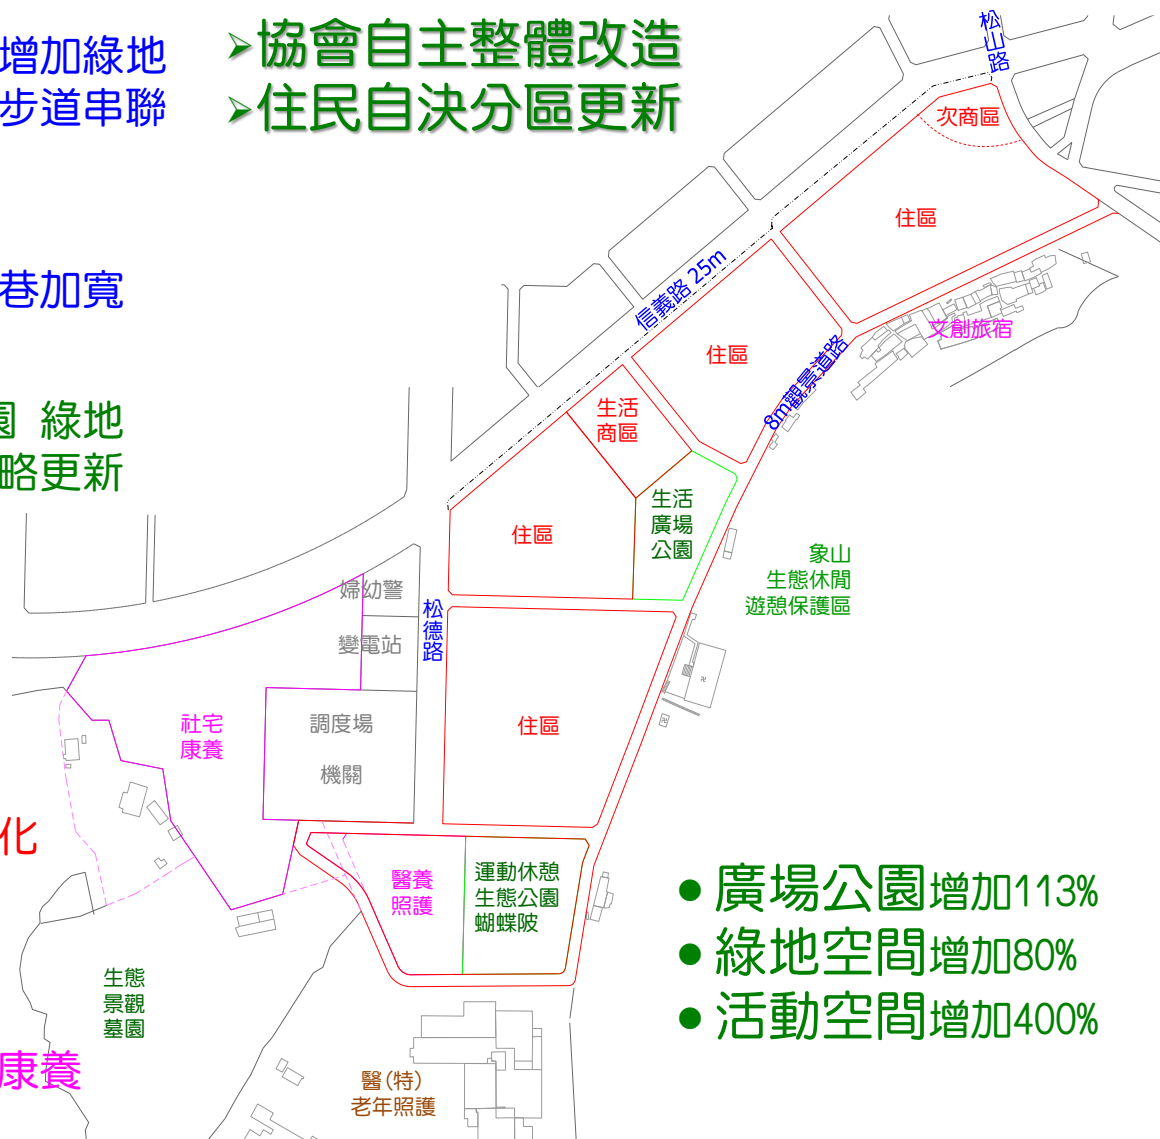 增加綠地
步道串聯
➢協會自主整體改造
➢住民自決分區更新
松山路
次商區
住區
巷加寬
信義路 25m
文創旅宿
住區
8m觀景道路
生活
商區
園 綠地
略更新
生活
廣場
公園
住區
象山
生態休閒
遊憩保護區
婦幼警
變電站
松德路
社宅
康養
調度場
機關
住區
化
醫養
照護
運動休憩
生態公園
蝴蝶陂
●廣場公園增加113%
●綠地空間增加80%
●活動空間增加400%
生態
景觀
墓園
康養
醫(特)
老年照護